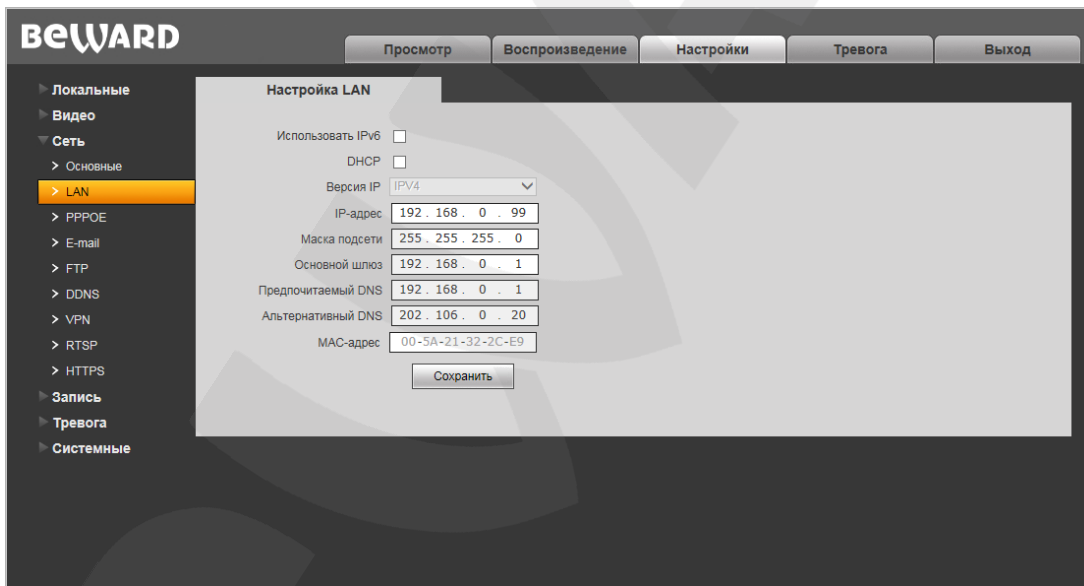 BEWARD
Просмотр
Воспроизведение
Настройки
Тревога
Выход
Локальные
Видео
Сеть
Основные
LAN
PPPOE
E-mail
FTP
DDNS
VPN
RTSP
HTTPS
Запись
Тревога
Системные
Настройка LAN
Использовать IPv6
DHCP
Версия IP IPV4
IP-адрес 192 . 168 . 0 . 99
Маска подсети 255 . 255 . 255 . 0
Основной шлюз 192 . 168 . 0 . 1
Предпочитаемый DNS 192 . 168 . 0 . 1
Альтернативный DNS 202 . 106 . 0 . 20
MAC-адрес 00-5A-21-32-2C-E9
Сохранить